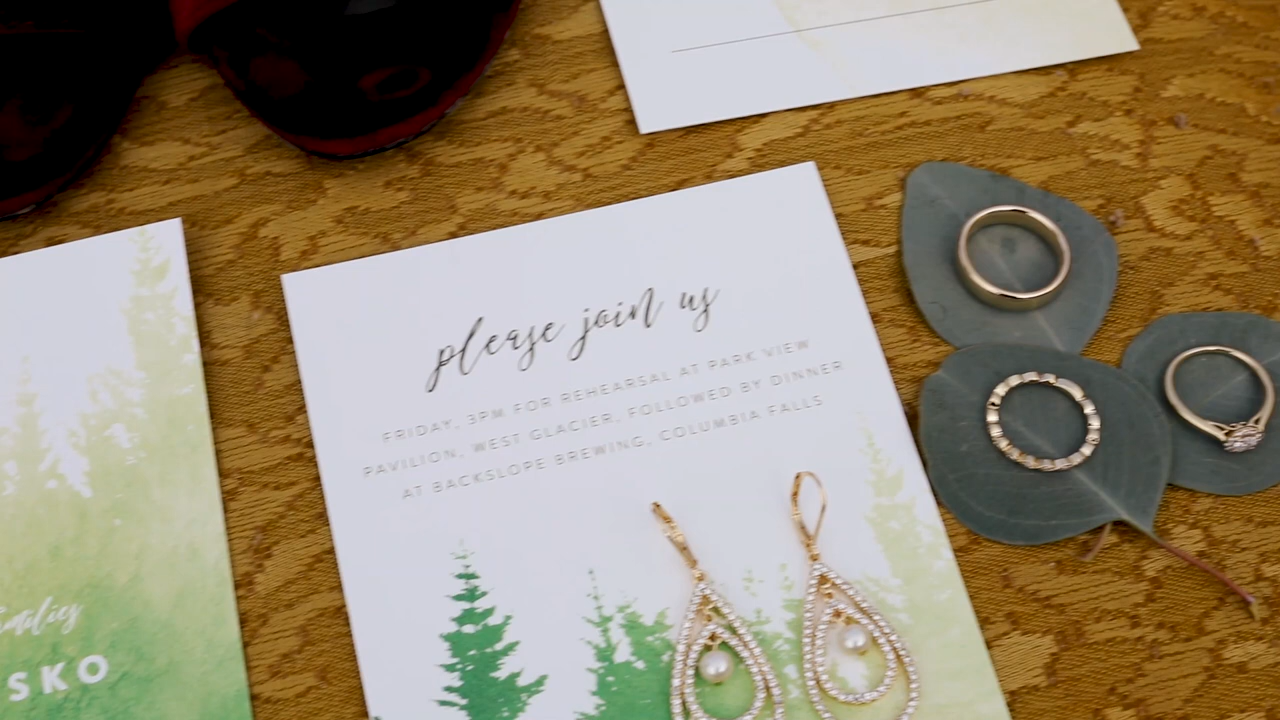 please join us
FRIDAY, 3PM FOR REHEARSAL AT PARK VIEW
PAVILION, WEST GLACIER, FOLLOWED BY DINNER
AT BACKSLOPE BREWING, COLUMBIA FALLS
SKO